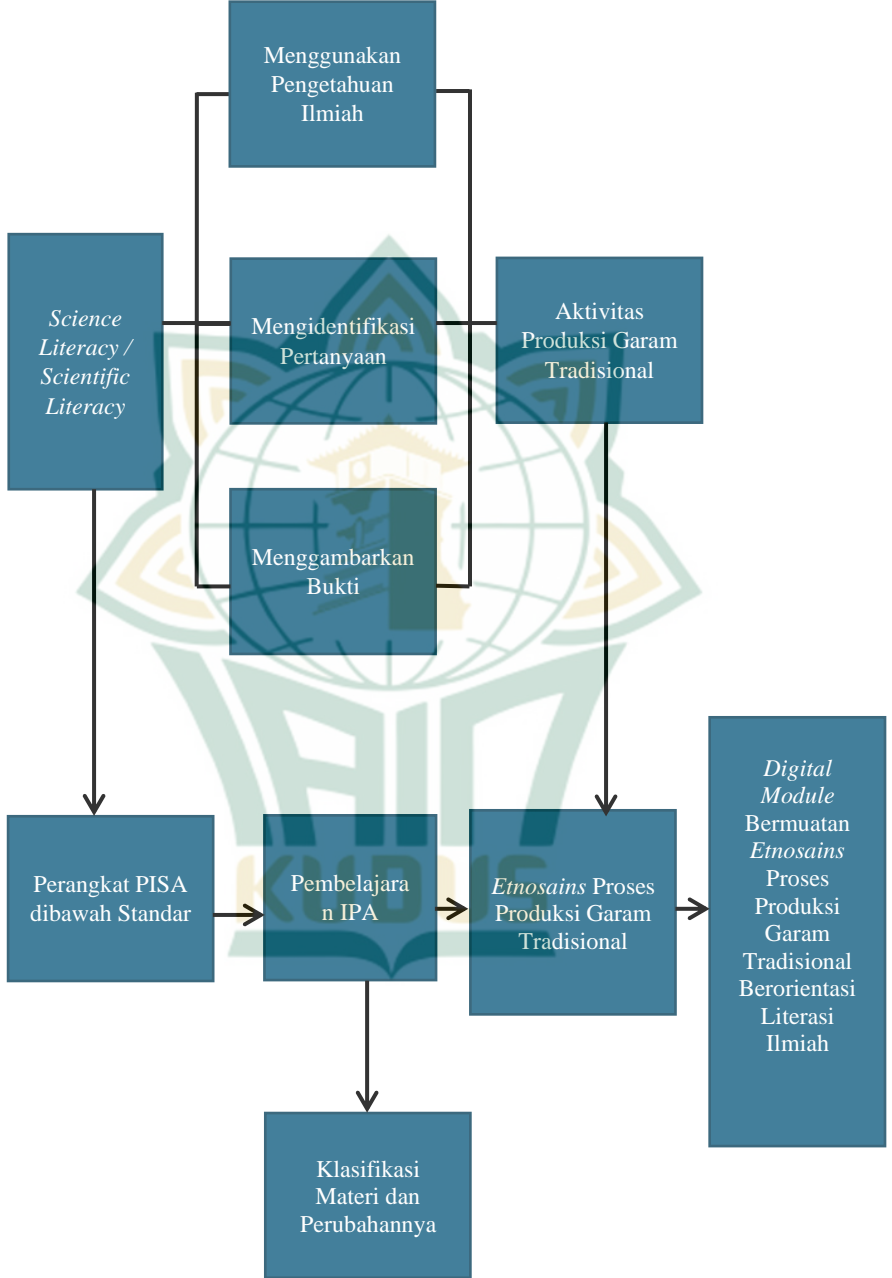 Menggunakan
Pengetahuan
Ilmiah
Science
Literacy /
Scientific
Literacy
Mengidentifikasi
Pertanyaan
Aktivitas
Produksi Garam
Tradisional
Menggambarkan
Bukti
Perangkat PISA
dibawah Standar
Pembelajara
n IPA
Etnosains Proses
Produksi Garam
Tradisional
Digital
Module
Bermuatan
Etnosains
Proses
Produksi
Garam
Tradisional
Berorientasi
Literasi
Ilmiah
Klasifikasi
Materi dan
Perubahannya
IAIN
KUDUS